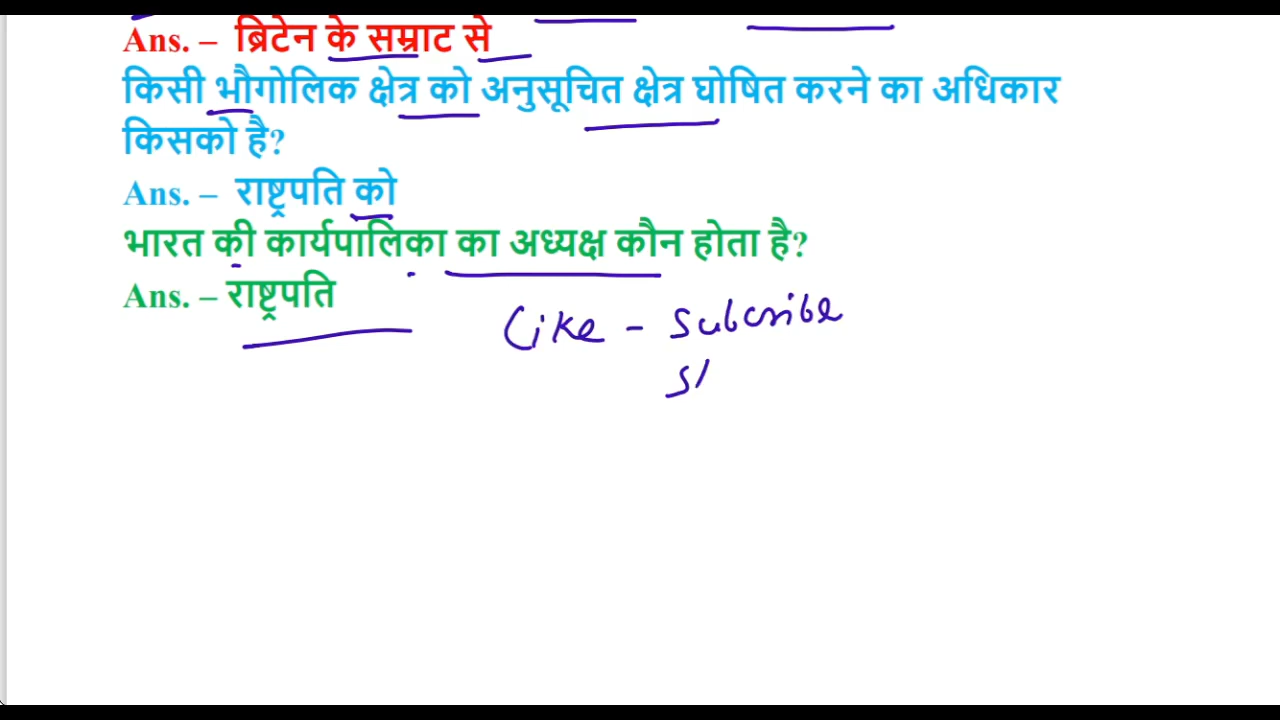 Ans. – ब्रिटेन के सम्राट से
किसी भौगोलिक क्षेत्र को अनुसूचित क्षेत्र घोषित करने का अधिकार
किसको है?
Ans. – राष्ट्रपति को
भारत की कार्यपालिका का अध्यक्ष कौन होता है?
Ans. – राष्ट्रपति
Like - Subcribe